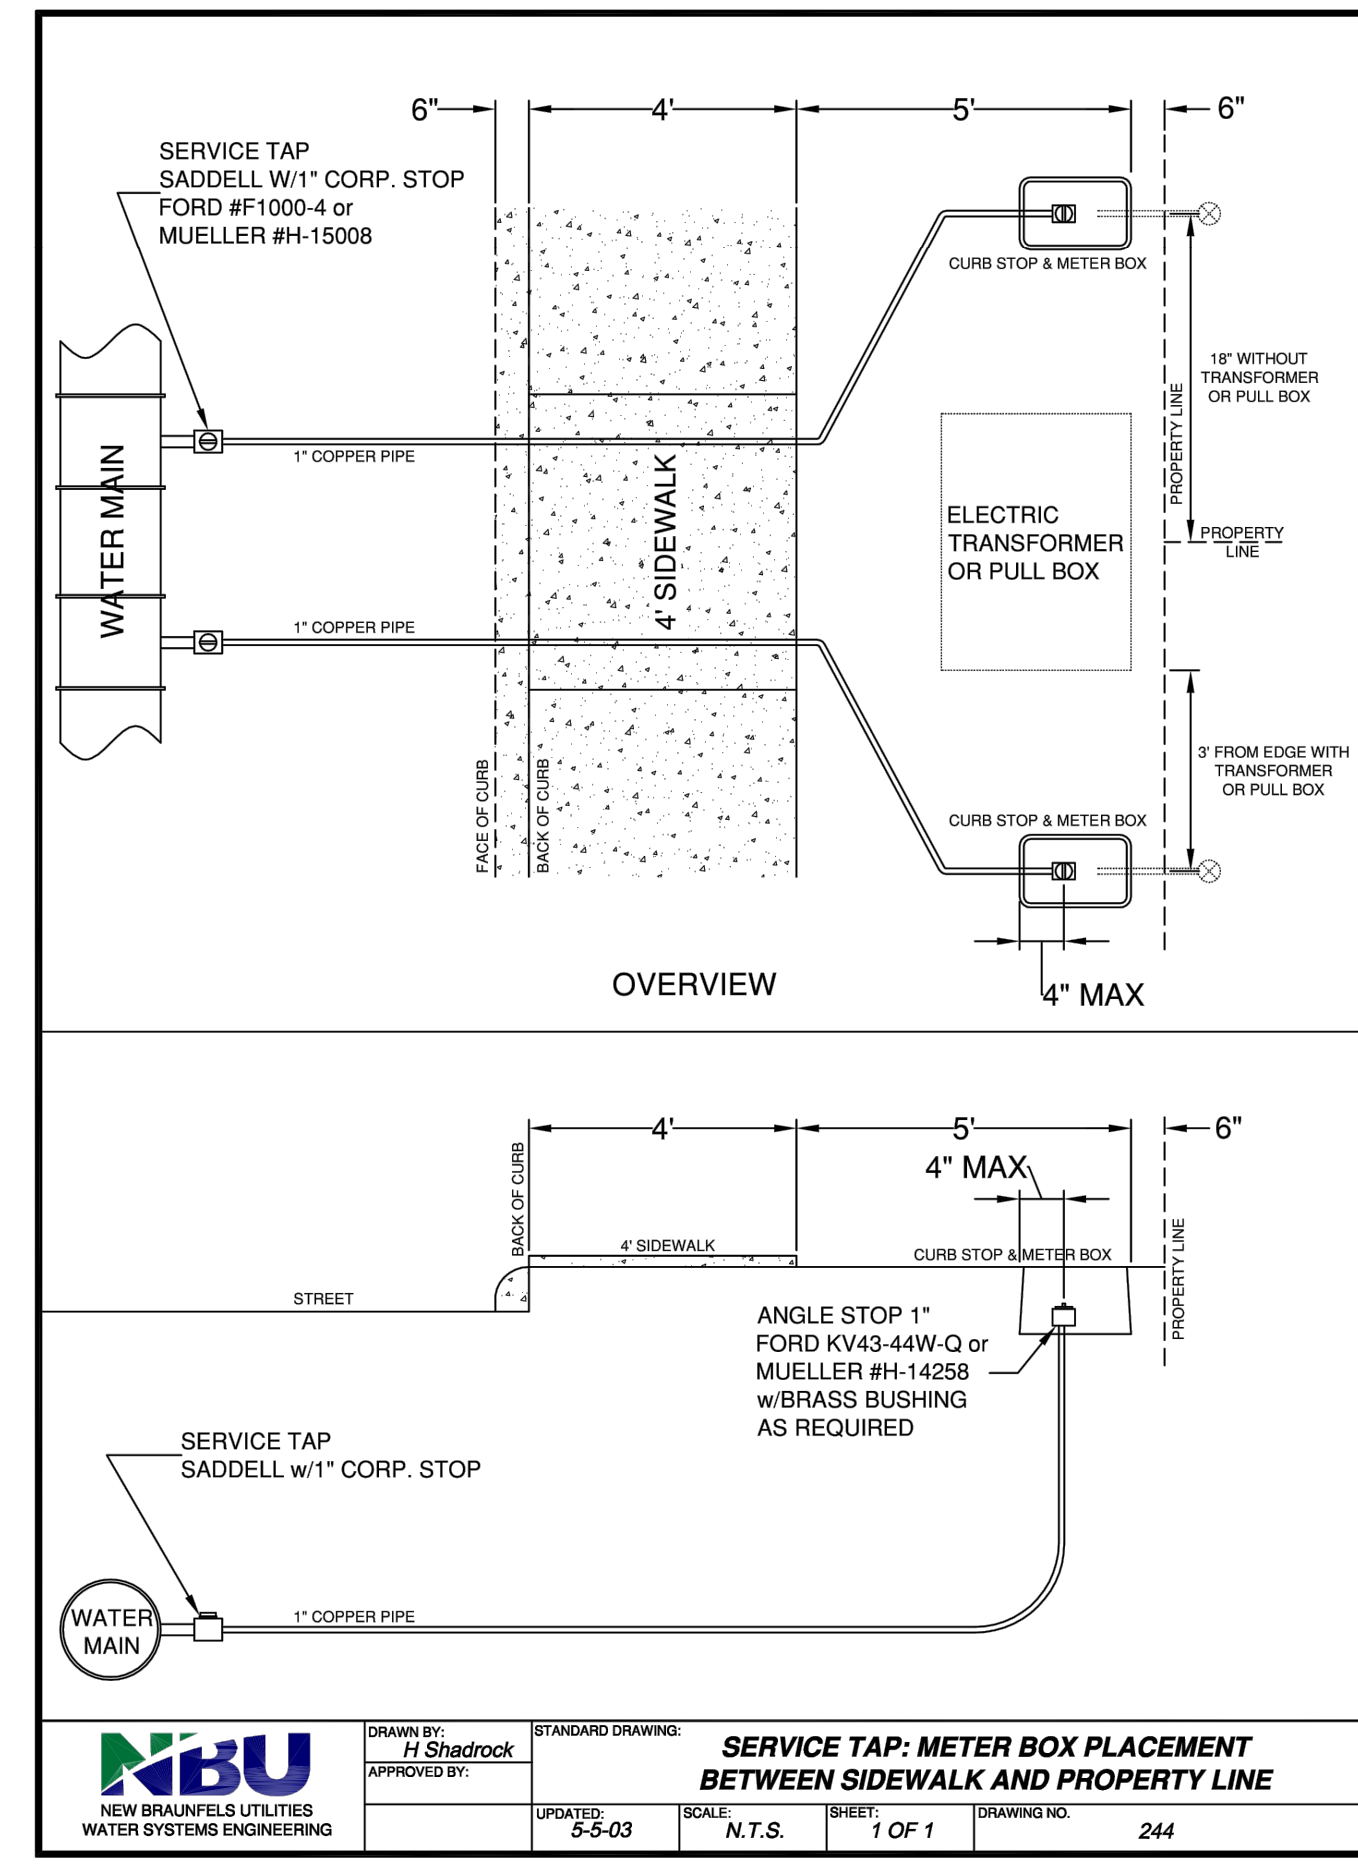 6" 4' 5' 6"
SERVICE TAP
SADDELL W/1" CORP. STOP
FORD #F1000-4 or
MUELLER #H-15008
CURB STOP & METER BOX
18" WITHOUT
TRANSFORMER
OR PULL BOX
PROPERTY LINE
WATER MAIN
1" COPPER PIPE
4' SIDEWALK
ELECTRIC
TRANSFORMER
OR PULL BOX
PROPERTY
LINE
1" COPPER PIPE
FACE OF CURB
BACK OF CURB
3' FROM EDGE WITH
TRANSFORMER
OR PULL BOX
CURB STOP & METER BOX
4" MAX
OVERVIEW
4' 5' 6"
4" MAX
BACK OF CURB
4' SIDEWALK
CURB STOP & METER BOX
PROPERTY LINE
STREET
ANGLE STOP 1"
FORD KV43-44W-Q or
MUELLER #H-14258
w/BRASS BUSHING
AS REQUIRED
SERVICE TAP
SADDELL w/1" CORP. STOP
WATER
MAIN
1" COPPER PIPE
NBU
NEW BRAUNFELS UTILITIES
WATER SYSTEMS ENGINEERING
DRAWN BY:
H Shadrock
APPROVED BY:
STANDARD DRAWING:
SERVICE TAP: METER BOX PLACEMENT
BETWEEN SIDEWALK AND PROPERTY LINE
UPDATED:
5-5-03
SCALE:
N.T.S.
SHEET:
1 OF 1
DRAWING NO.
244